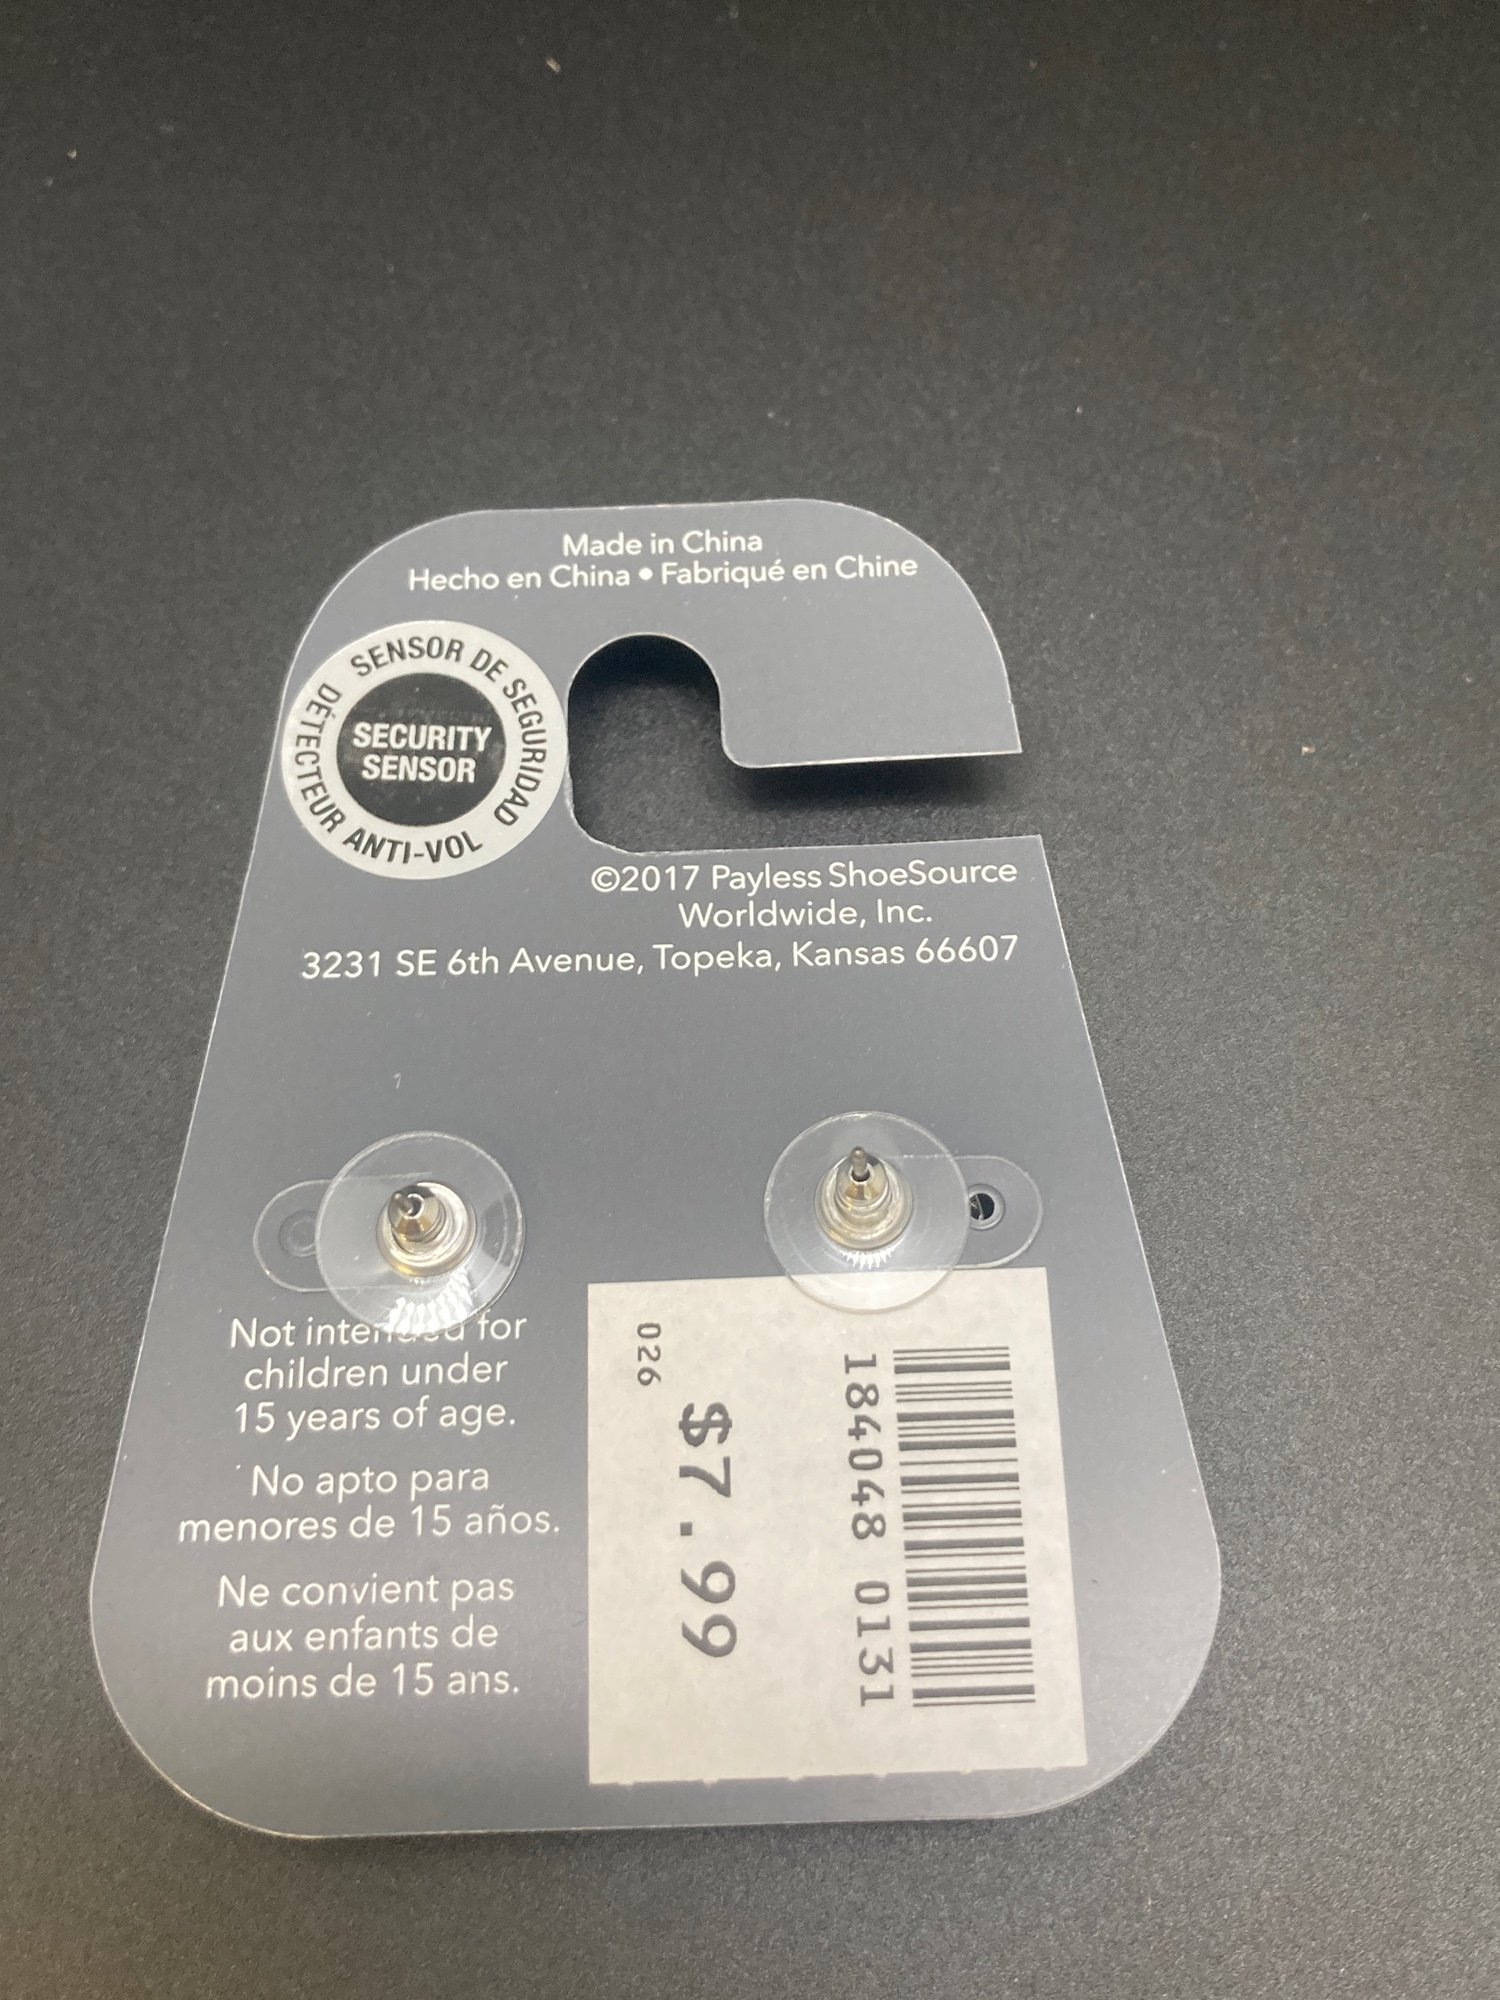 Made in China
Hecho en China • Fabriqué en Chine
SENSOR DE SEGURIDAD
DÉTECTEUR ANTI-VOL
SECURITY
SENSOR
©2017 Payless ShoeSource
Worldwide, Inc.
3231 SE 6th Avenue, Topeka, Kansas 66607
Not intended for
children under
15 years of age.
No apto para
menores de 15 años.
Ne convient pas
aux enfants de
moins de 15 ans.
184048 0131
$7.99
026